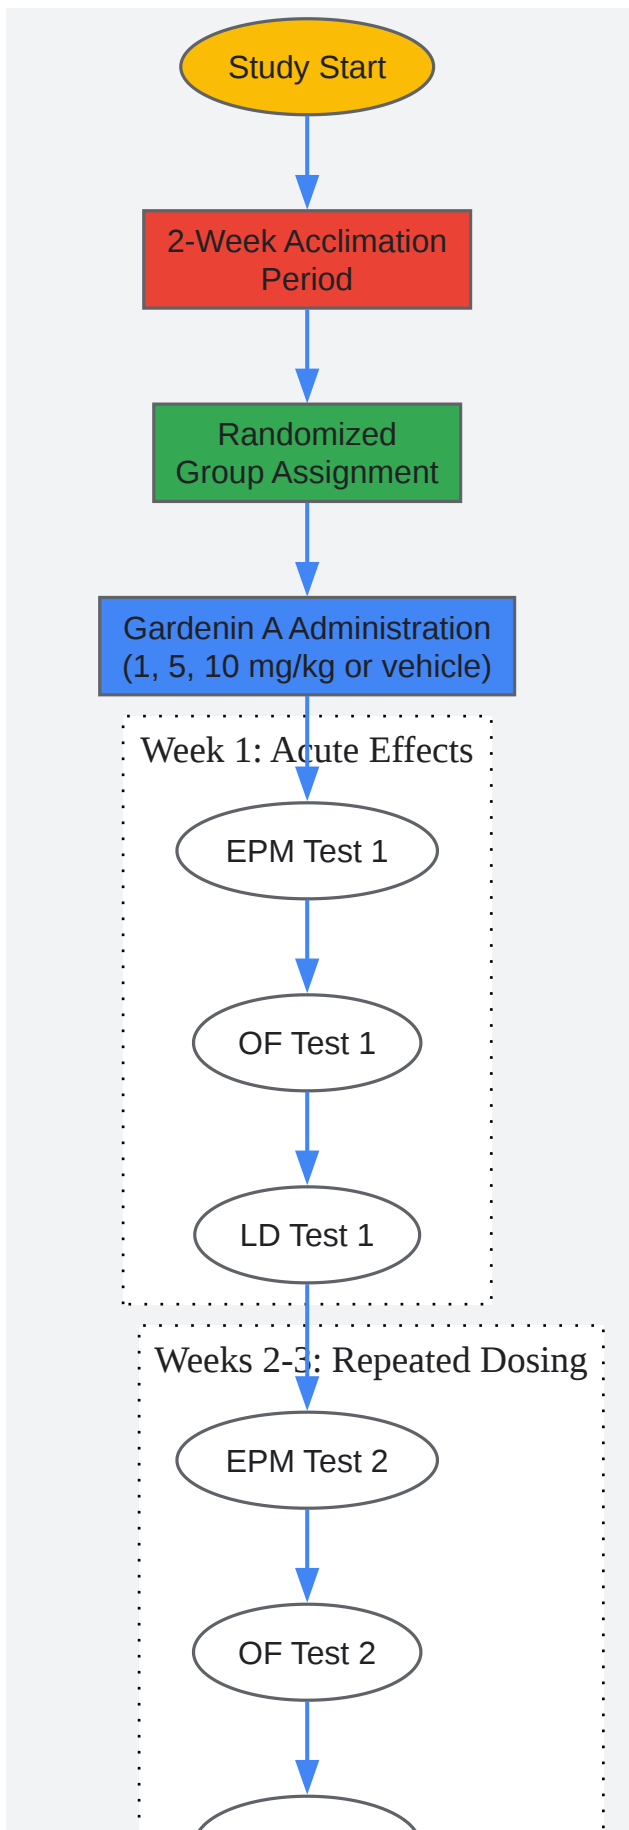 Study Start
2-Week Acclimation
Period
Randomized
Group Assignment
Gardenin A Administration
(1, 5, 10 mg/kg or vehicle)
Week 1: Acute Effects
EPM Test 1
OF Test 1
LD Test 1
Weeks 2-3: Repeated Dosing
EPM Test 2
OF Test 2